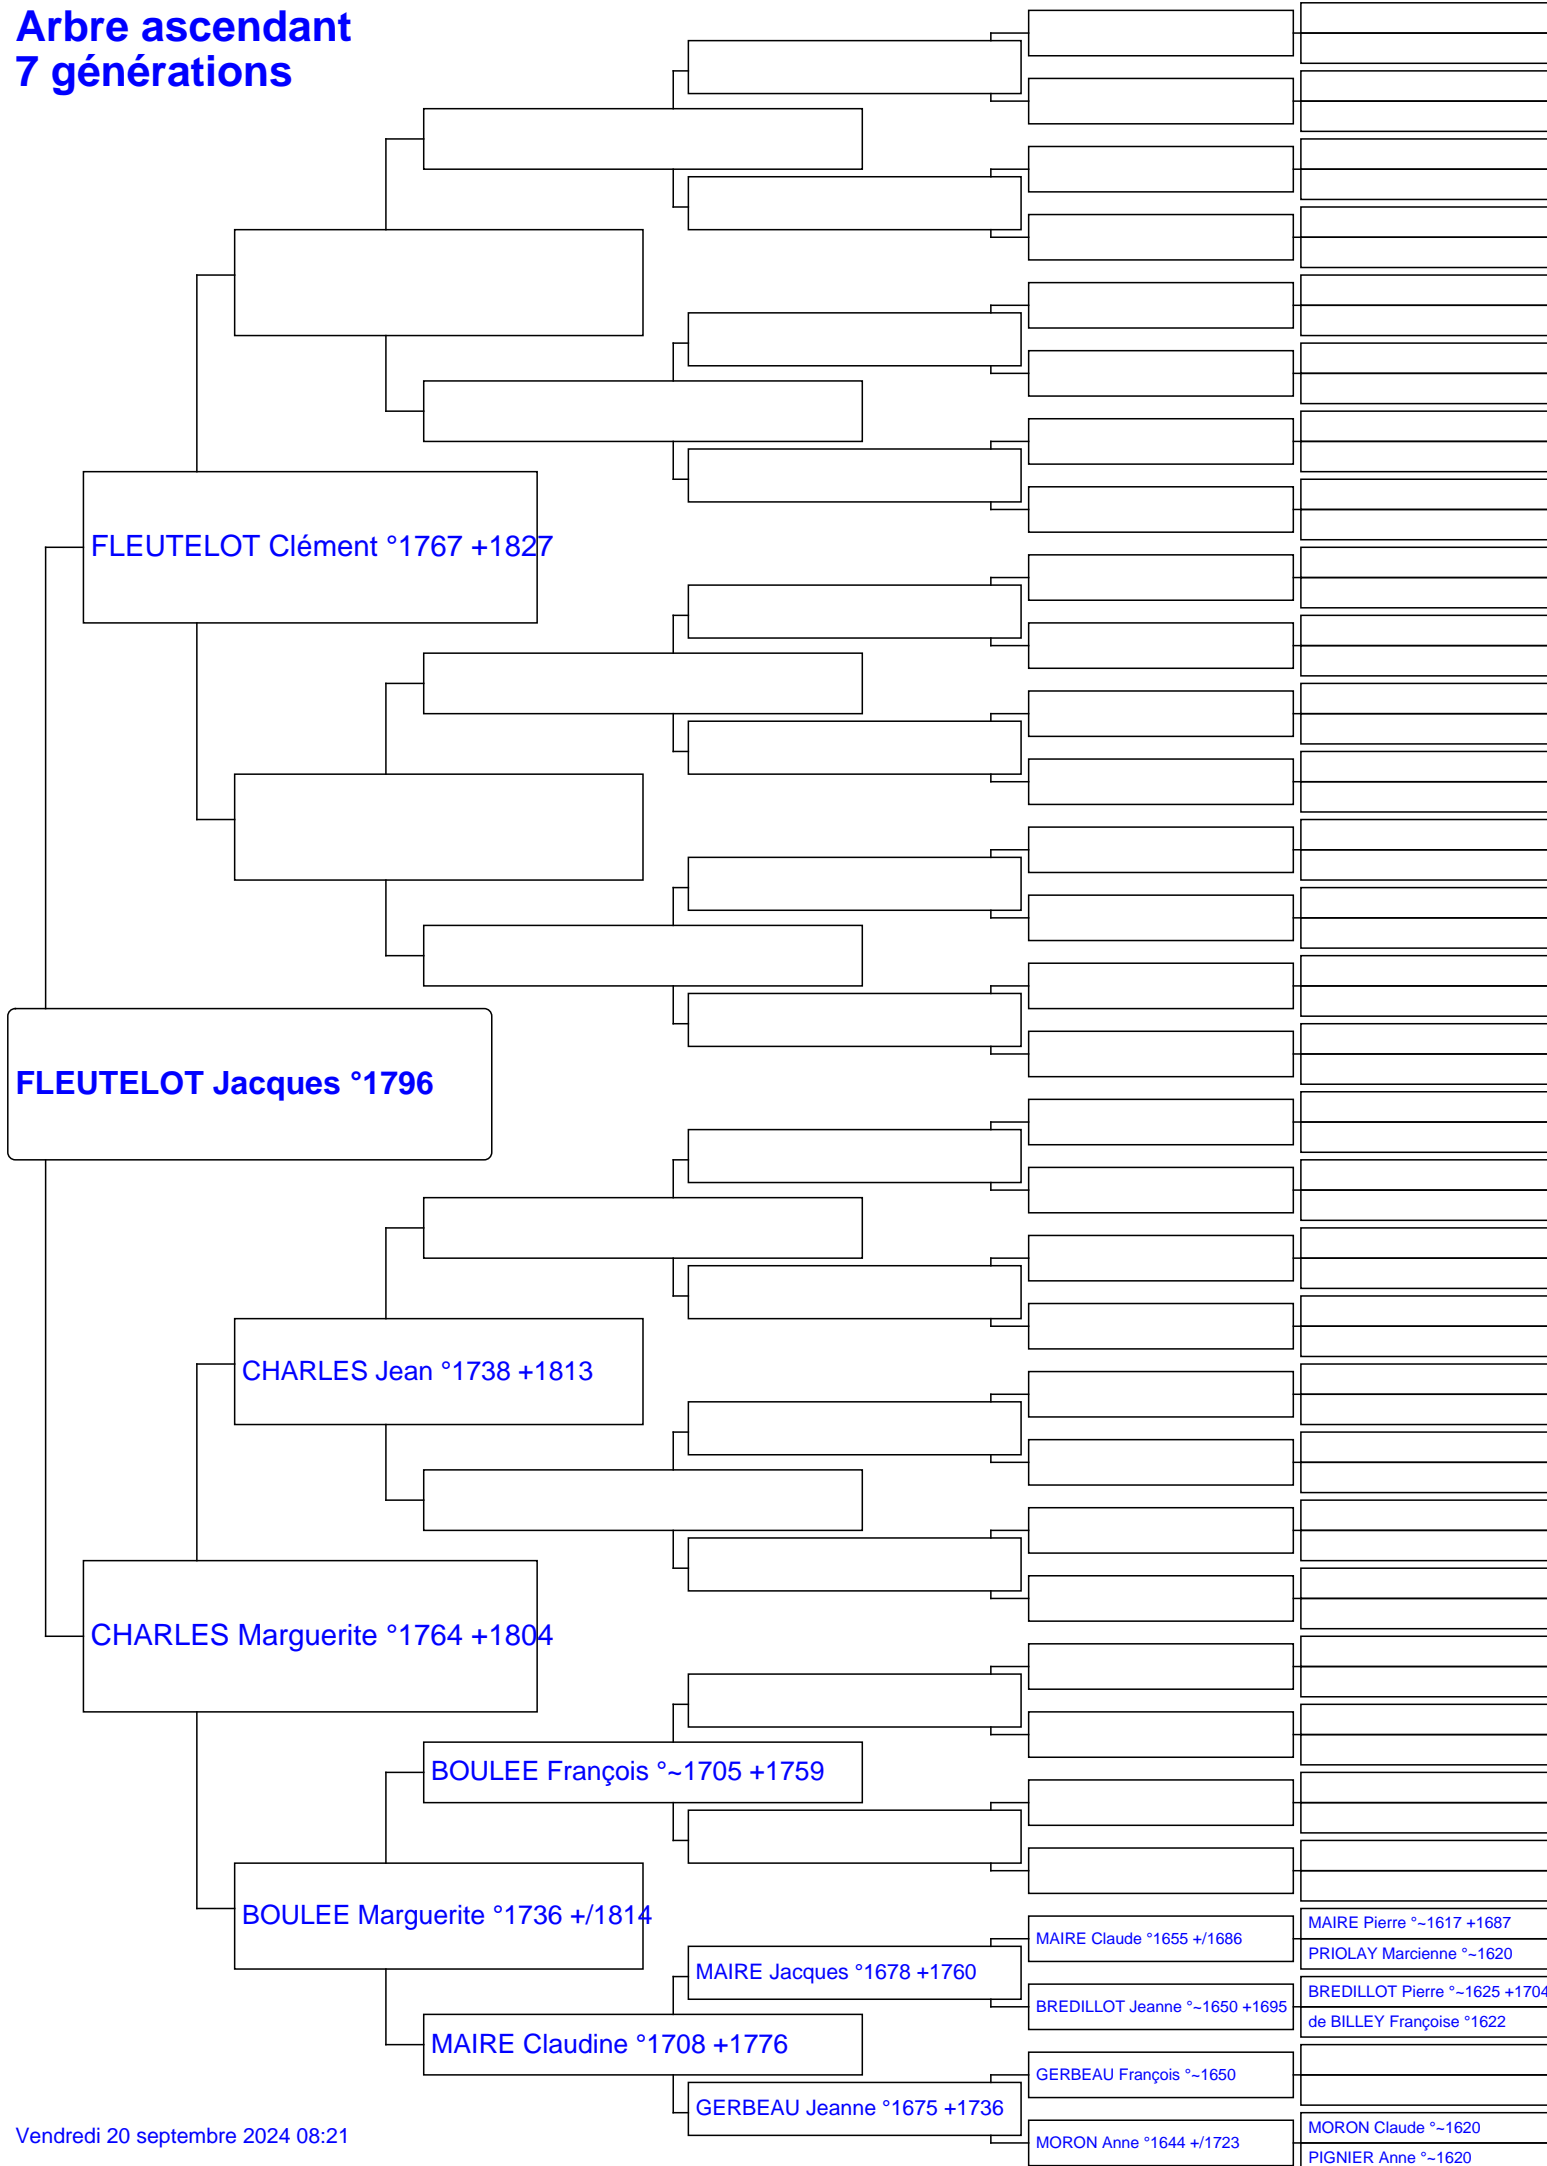 Arbre ascendant
7 générations
FLEUTELOT Clément °1767 +1827
FLEUTELOT Jacques °1796
CHARLES Jean °1738 +1813
CHARLES Marguerite °1764 +1804
BOULEE François °~1705 +1759
BOULEE Marguerite °1736 +/1814
MAIRE Claude °1655 +/1686
MAIRE Pierre °~1617 +1687
PRIOLAY Marcienne °~1620
MAIRE Jacques °1678 +1760
BREDILLOT Jeanne °~1650 +1695
BREDILLOT Pierre °~1625 +1704
de BILLEY Françoise °1622
MAIRE Claudine °1708 +1776
GERBEAU François °~1650
GERBEAU Jeanne °1675 +1736
MORON Anne °1644 +/1723
MORON Claude °~1620
PIGNIER Anne °~1620
Vendredi 20 septembre 2024 08:21